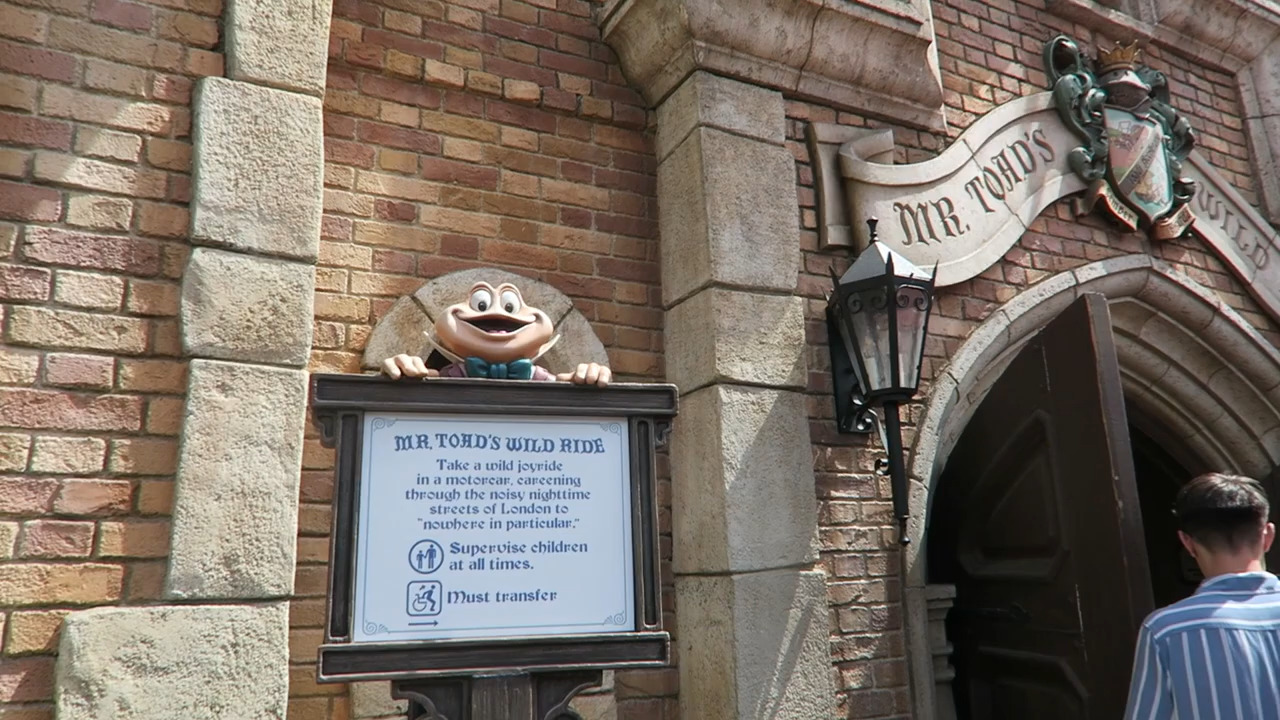 MR. TOAD'S WILD
MR. TOAD'S WILD RIDE
Take a wild joyride
in a motorcar, careening
through the noisy nighttime
streets of London to
"nowhere in particular."
Supervise children
at all times.
Must transfer